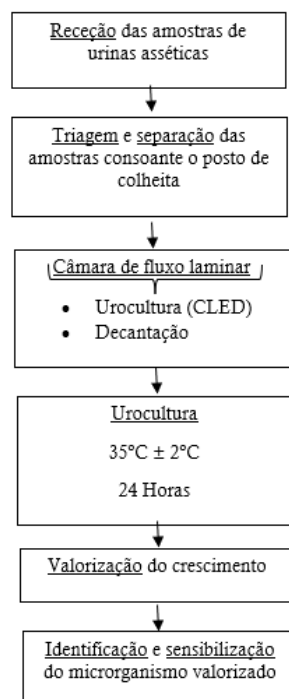 Receção das amostras de
urinas asséticas
Triagem e separação das
amostras consoante o posto de
colheita
Câmara de fluxo laminar
• Urocultura (CLED)
• Decantação
Urocultura
35ºC ± 2ºC
24 Horas
Valorização do crescimento
Identificação e sensibilização
do microrganismo valorizado